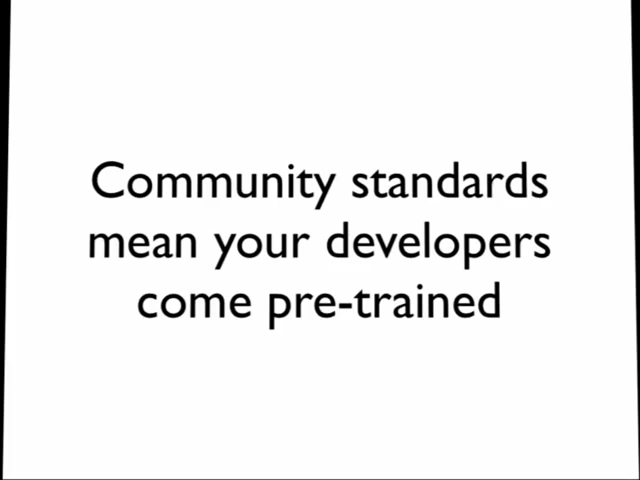 Community standards
mean your developers
come pre-trained